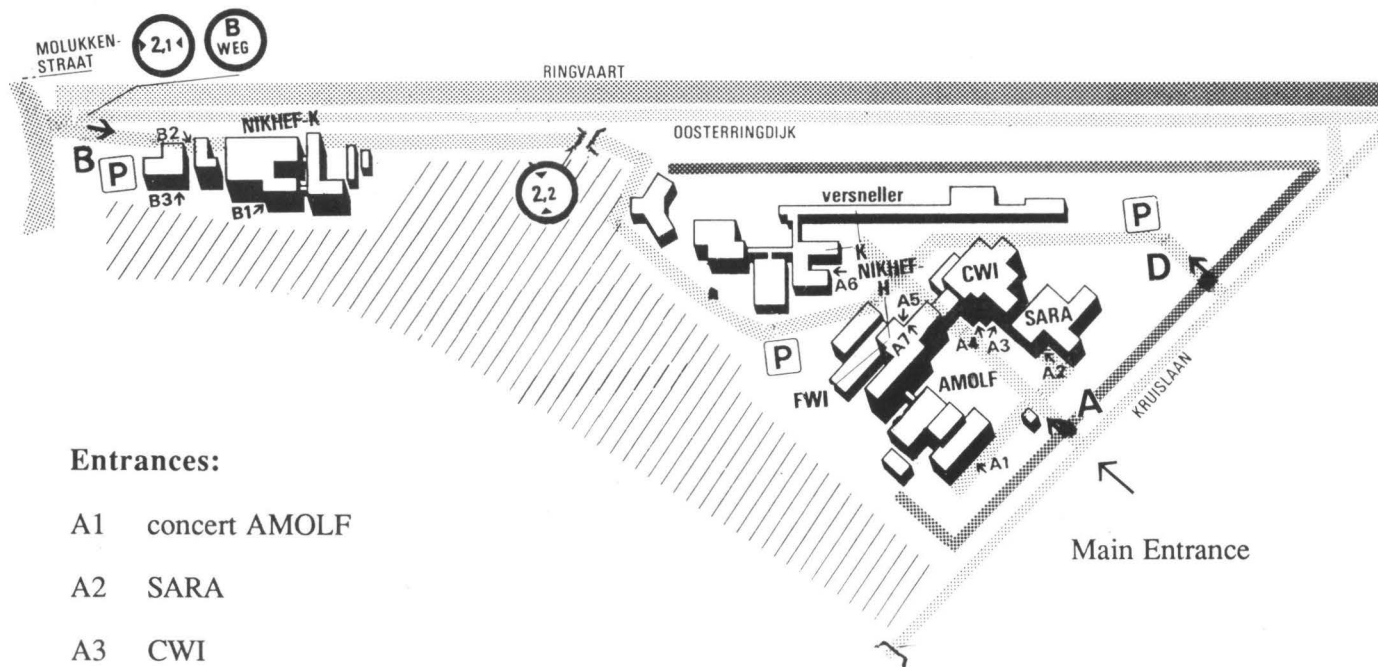 MOLUKKEN-
STRAAT
2,1
B
WEG
RINGVAART
B2
NIKHEF-K
OOSTERRINGDIJK
B
P
B3
B1
2,2
versneller
P
K
NIKHEF-
H
A6
A5
CWI
D
SARA
A7
A4
A3
A2
P
FWI
AMOLF
A
KRUISLAAN
A1
Main Entrance
Entrances:
A1 concert AMOLF
A2 SARA
A3 CWI